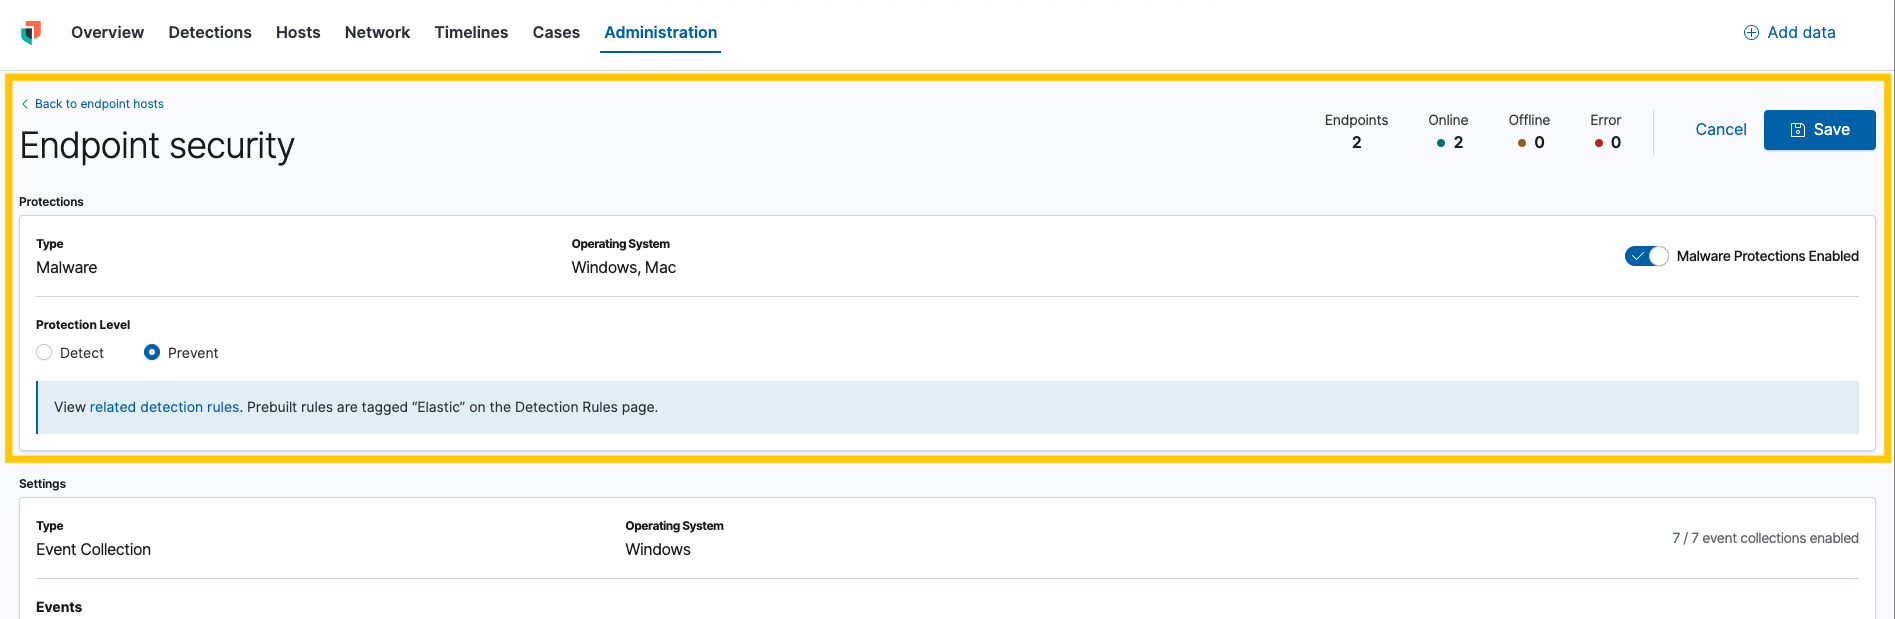 Overview Detections Hosts Network Timelines Cases Administration Add data
Back to endpoint hosts
Endpoint security
Endpoints Online Offline Error
2 2 0 0
Cancel Save
Protections
Type Operating System
Malware Windows, Mac
Malware Protections Enabled
Protection Level
Detect Prevent
View related detection rules. Prebuilt rules are tagged “Elastic” on the Detection Rules page.
Settings
Type Operating System
Event Collection Windows
7 / 7 event collections enabled
Events